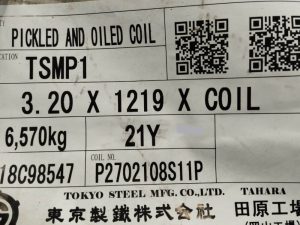 PICKLED AND OILED COIL
TSMP1
3.20 X 1219 X COIL
6,570kg 21Y
COIL NO.
18C98547 P2702108S11P
TOKYO STEEL MFG. CO.,LTD. TAHARA
東京製鐵株式会社 田原工場